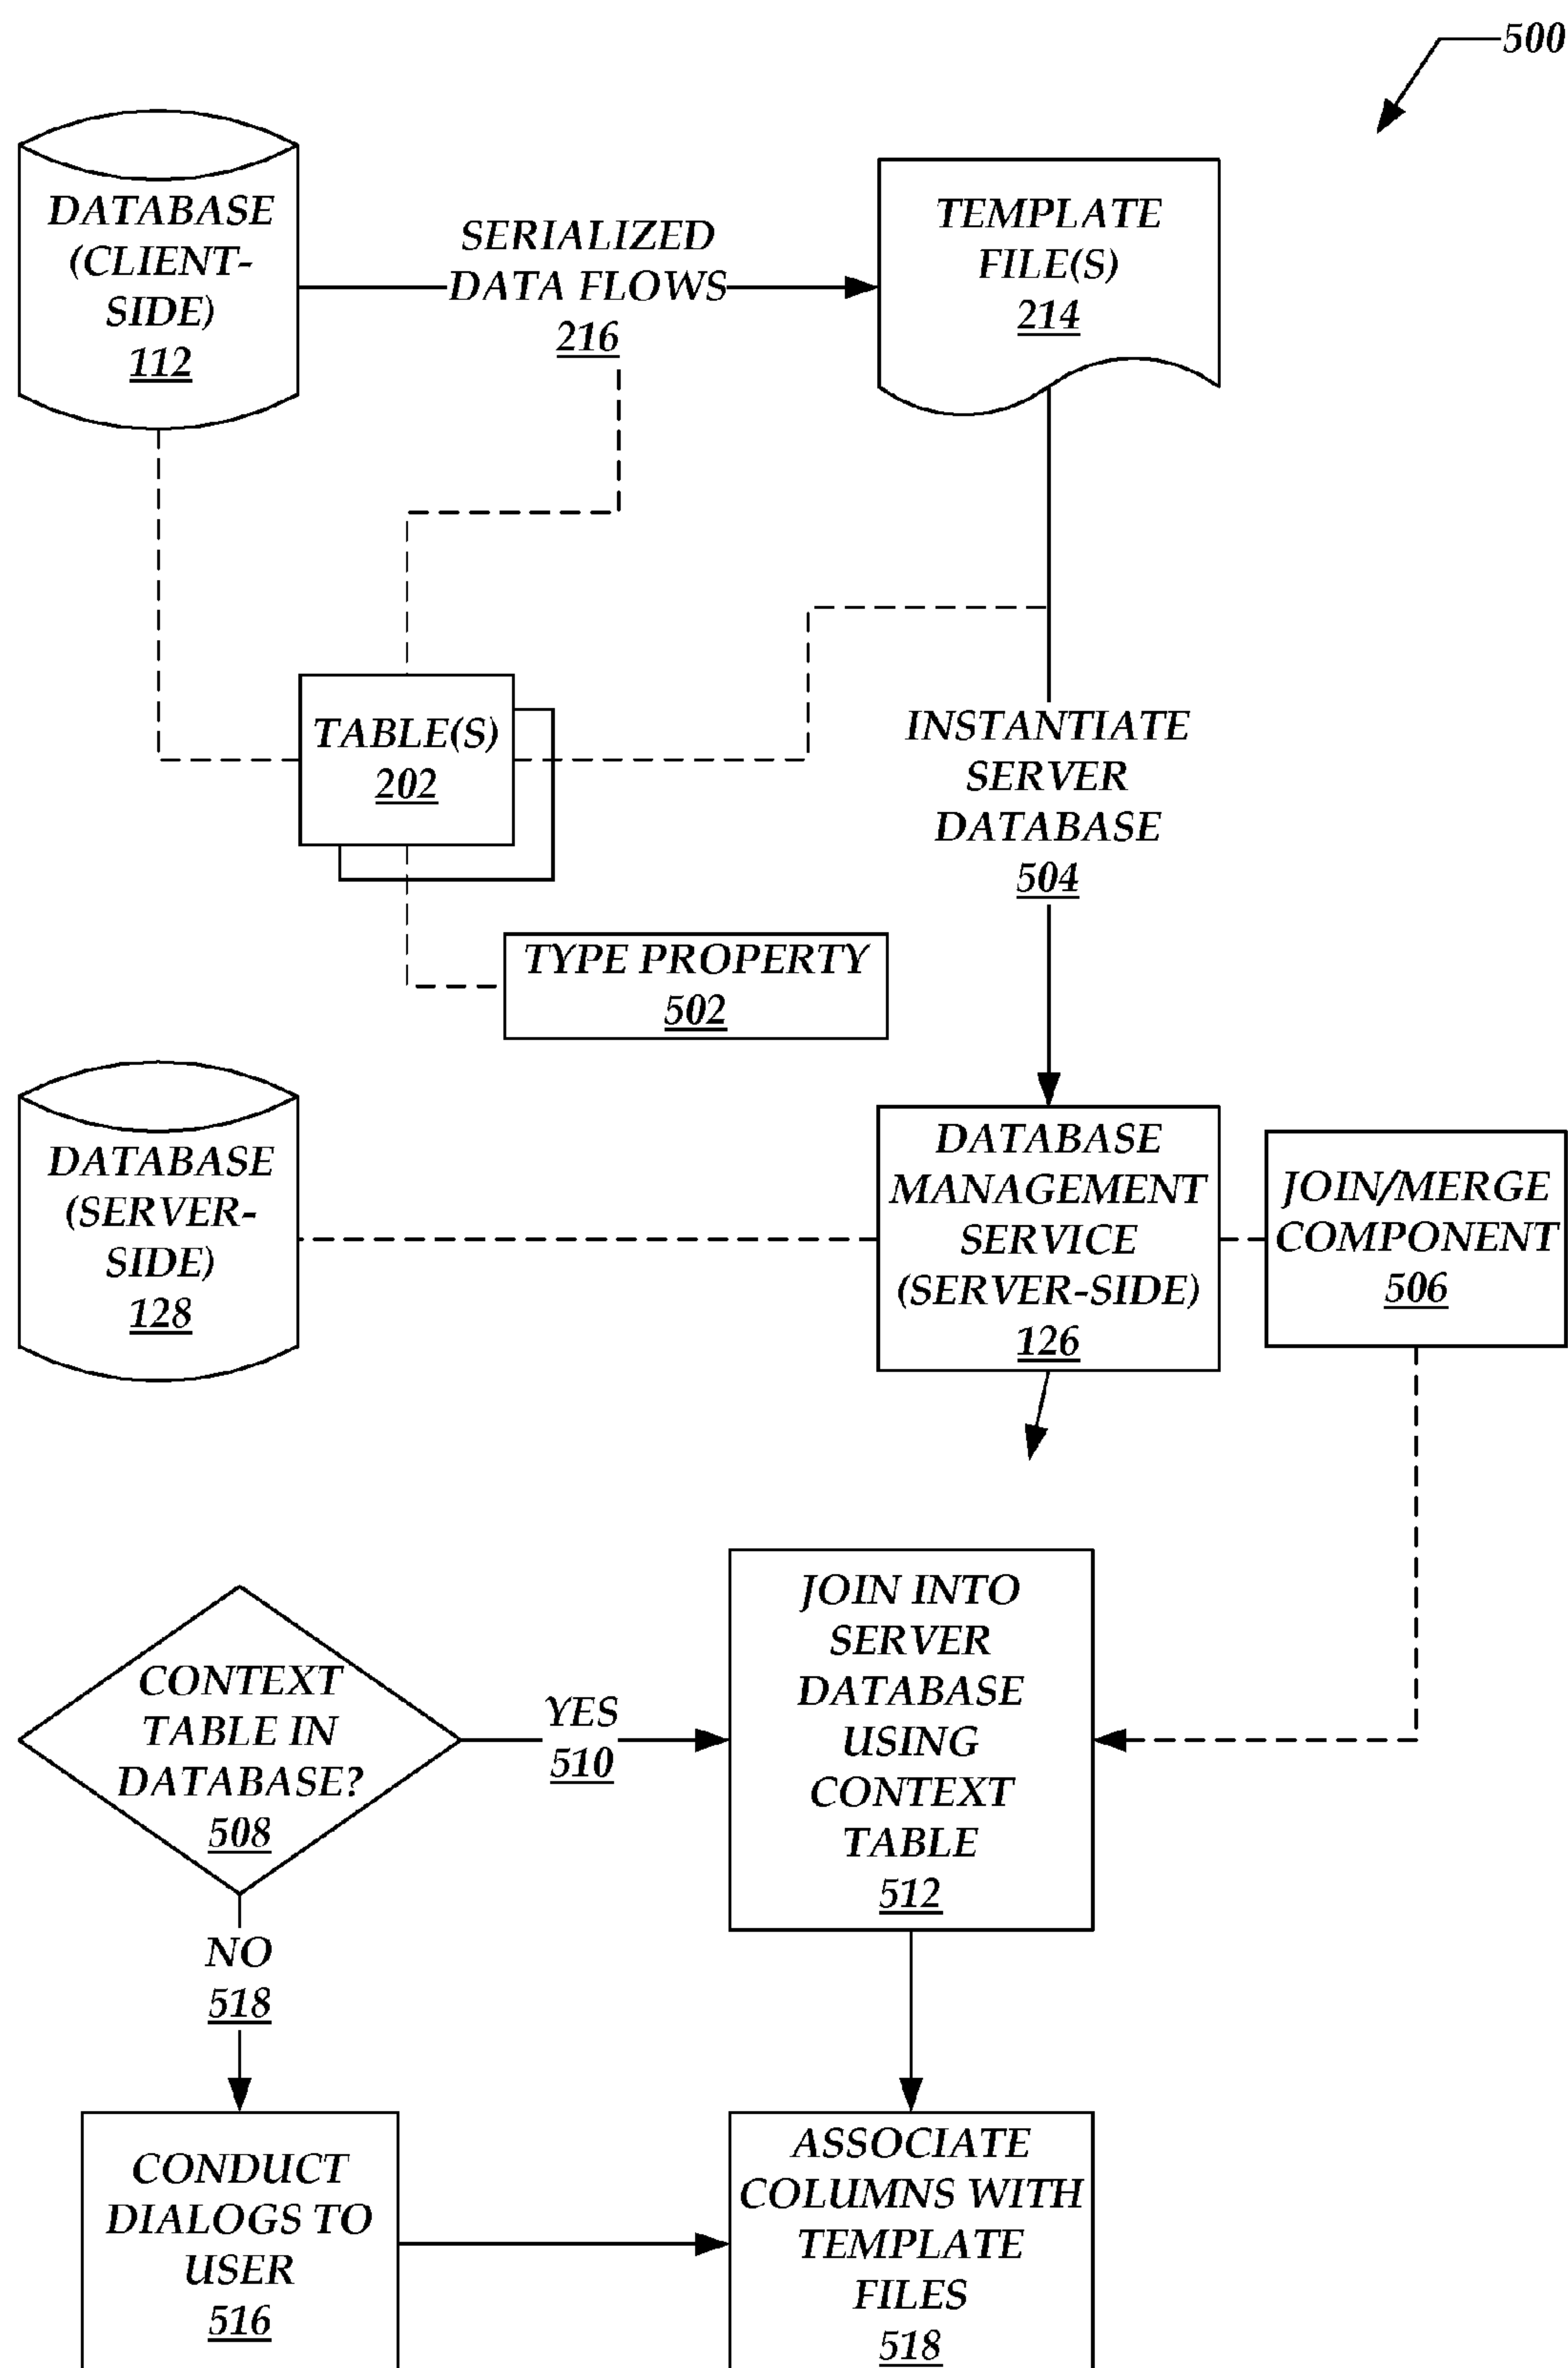 500
DATABASE
(CLIENT-
SIDE)
112
SERIALIZED
DATA FLOWS
216
TEMPLATE
FILE(S)
214
TABLE(S)
202
INSTANTIATE
SERVER
DATABASE
504
TYPE PROPERTY
502
DATABASE
(SERVER-
SIDE)
128
DATABASE
MANAGEMENT
SERVICE
(SERVER-SIDE)
126
JOIN/MERGE
COMPONENT
506
CONTEXT
TABLE IN
DATABASE?
508
YES
510
JOIN INTO
SERVER
DATABASE
USING
CONTEXT
TABLE
512
NO
518
CONDUCT
DIALOGS TO
USER
516
ASSOCIATE
COLUMNS WITH
TEMPLATE
FILES
518